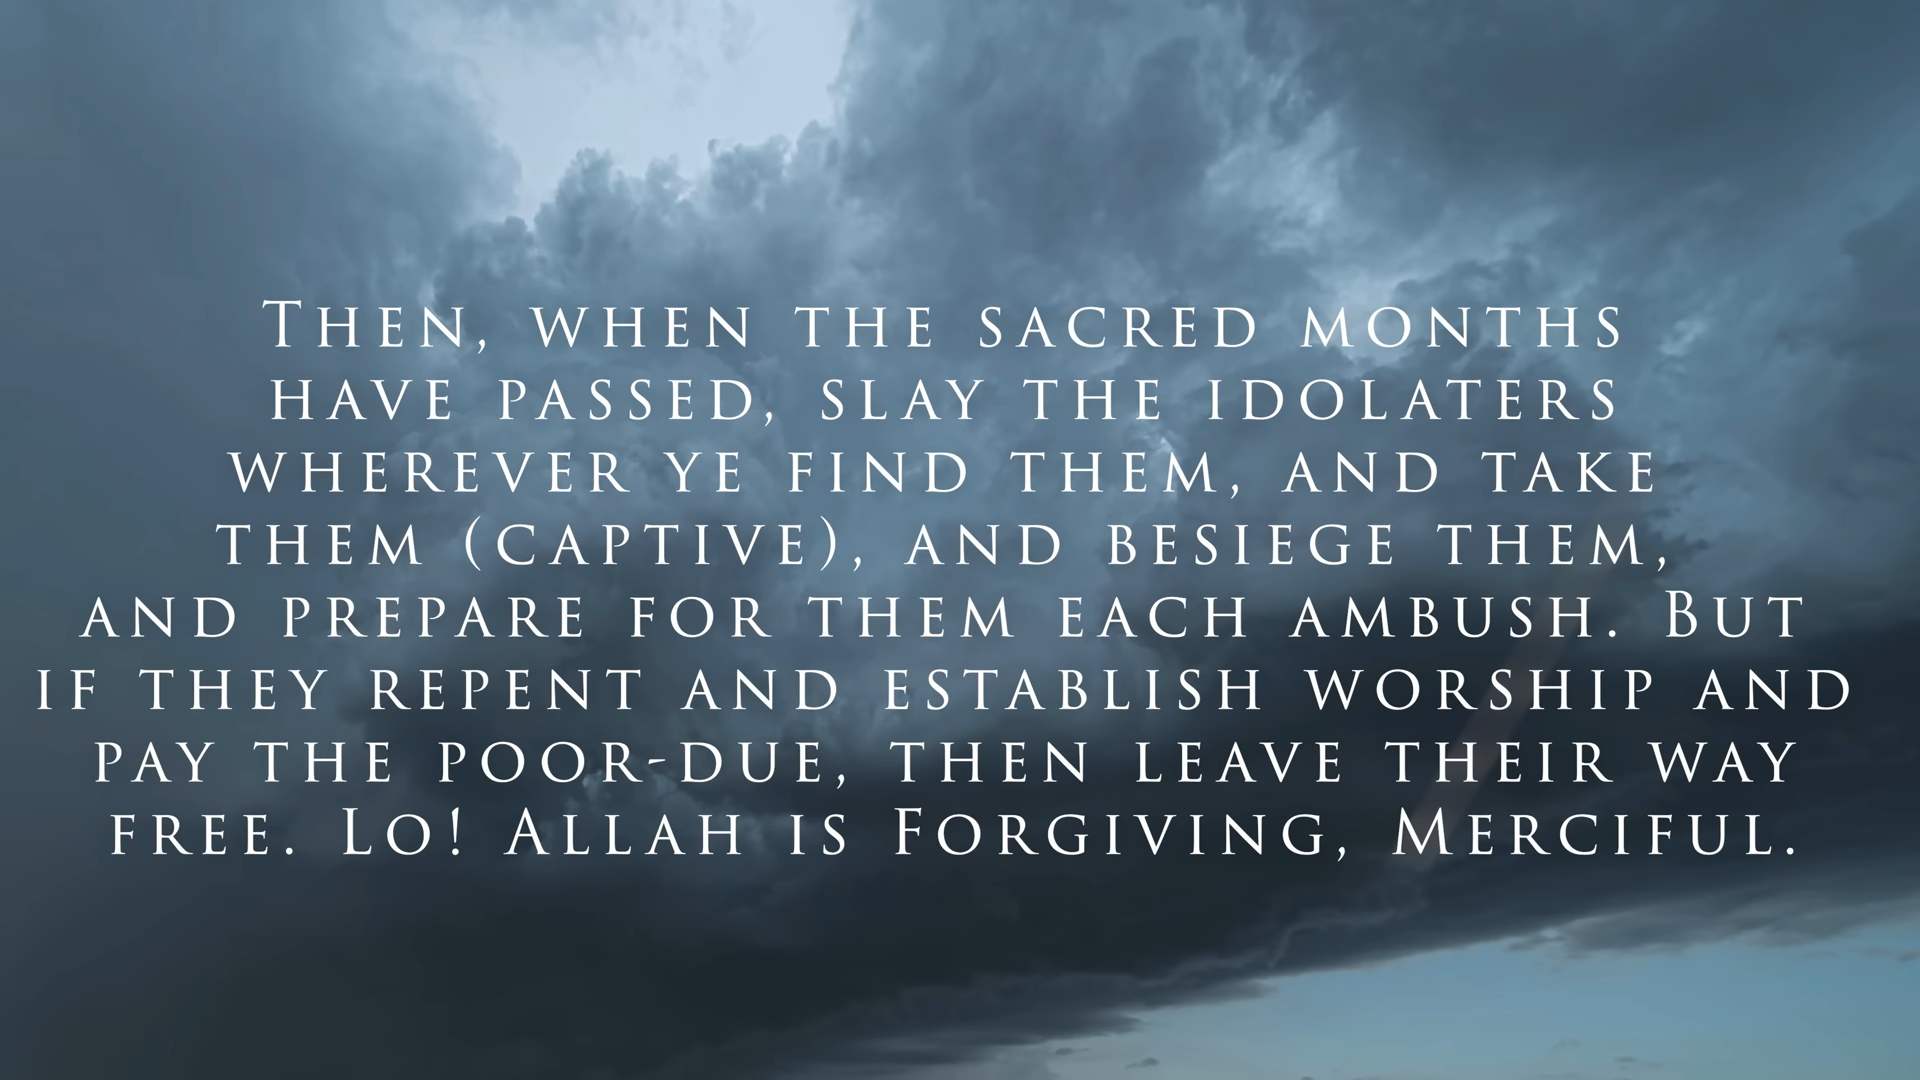 Then, when the sacred months
have passed, slay the idolaters
wherever ye find them, and take
them (captive), and besiege them,
and prepare for them each ambush. But
if they repent and establish worship and
pay the poor-due, then leave their way
free. Lo! Allah is Forgiving, Merciful.